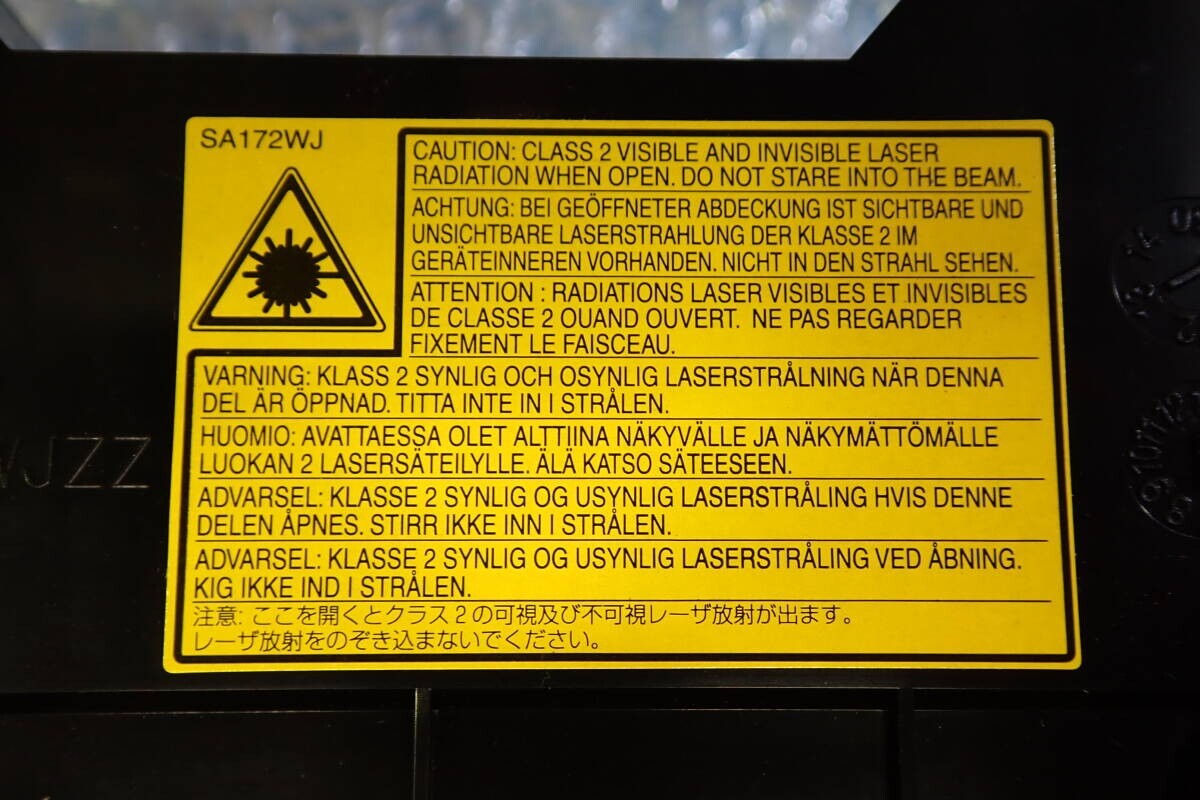 SA172WJ
CAUTION: CLASS 2 VISIBLE AND INVISIBLE LASER
RADIATION WHEN OPEN. DO NOT STARE INTO THE BEAM.
ACHTUNG: BEI GEÖFFNETER ABDECKUNG IST SICHTBARE UND
UNSICHTBARE LASERSTRAHLUNG DER KLASSE 2 IM
GERÄTEINNEREN VORHANDEN. NICHT IN DEN STRAHL SEHEN.
ATTENTION : RADIATIONS LASER VISIBLES ET INVISIBLES
DE CLASSE 2 OUAND OUVERT. NE PAS REGARDER
FIXEMENT LE FAISCEAU.
VARNING: KLASS 2 SYNLIG OCH OSYNLIG LASERSTRÅLNING NÄR DENNA
DEL ÄR ÖPPNAD. TITTA INTE IN I STRÅLEN.
HUOMIO: AVATTAESSA OLET ALTTIINA NÄKYVÄLLE JA NÄKYMÄTTÖMÄLLE
LUOKAN 2 LASERSÄTEILYLLE. ÄLÄ KATSO SÄTEESEEN.
ADVARSEL: KLASSE 2 SYNLIG OG USYNLIG LASERSTRÅLING HVIS DENNE
DELEN ÅPNES. STIRR IKKE INN I STRÅLEN.
ADVARSEL: KLASSE 2 SYNLIG OG USYNLIG LASERSTRÅLING VED ÅBNING.
KIG IKKE IND I STRÅLEN.
注意: ここを開くとクラス2の可視及び不可視レーザ放射が出ます。
レーザ放射をのぞき込まないでください。
WJZZ